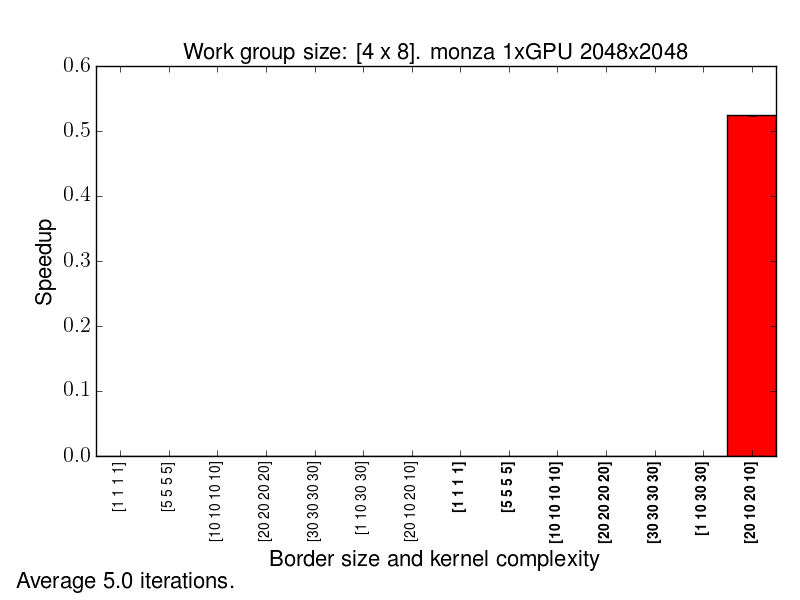 Work group size: [4 x 8]. monza 1xGPU 2048x2048
0.6
0.5
0.4
0.3
0.2
0.1
0.0
Speedup
[1 1 1 1]
[5 5 5 5]
[10 10 10 10]
[20 20 20 20]
[30 30 30 30]
[1 10 30 30]
[20 10 20 10]
[1 1 1 1]
[5 5 5 5]
[10 10 10 10]
[20 20 20 20]
[30 30 30 30]
[1 10 30 30]
[20 10 20 10]
Border size and kernel complexity
Average 5.0 iterations.